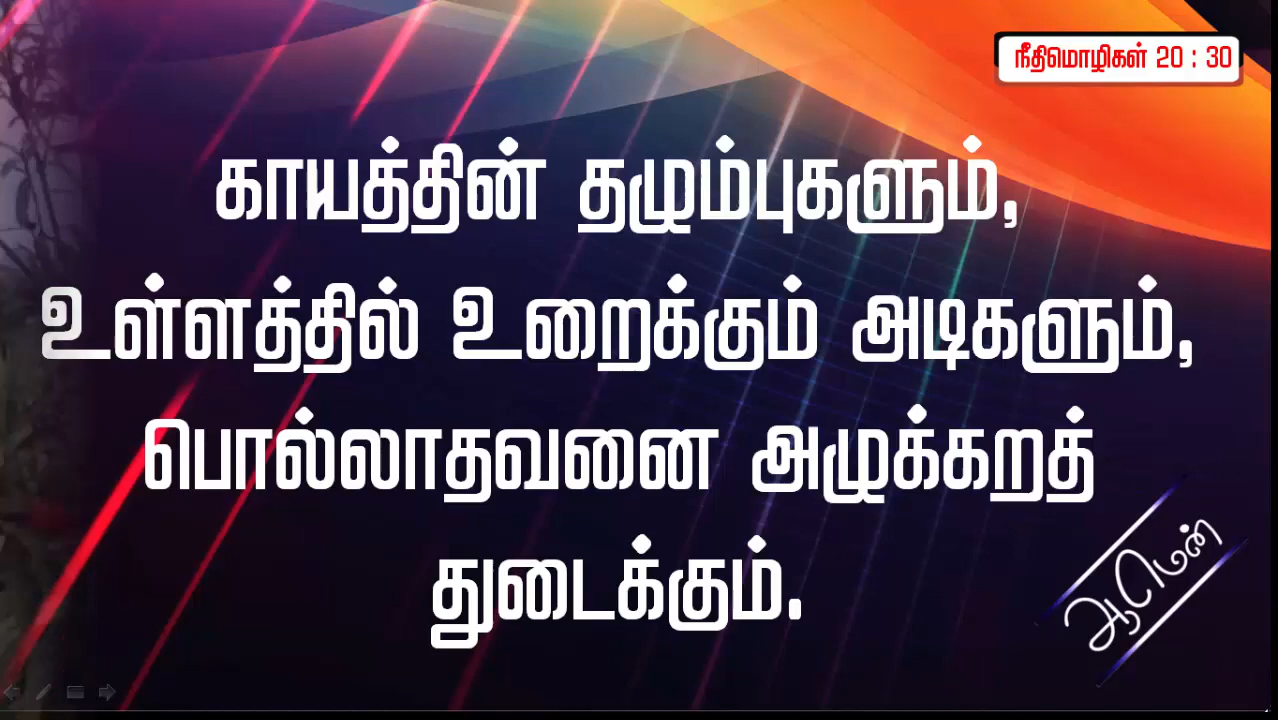 நீதிமொழிகள் 20 : 30
காயத்தின் தழும்புகளும்,
உள்ளத்தில் உறைக்கும் அடிகளும்,
பொல்லாதவனை அழுக்கறத்
துடைக்கும்.
ஆமென்